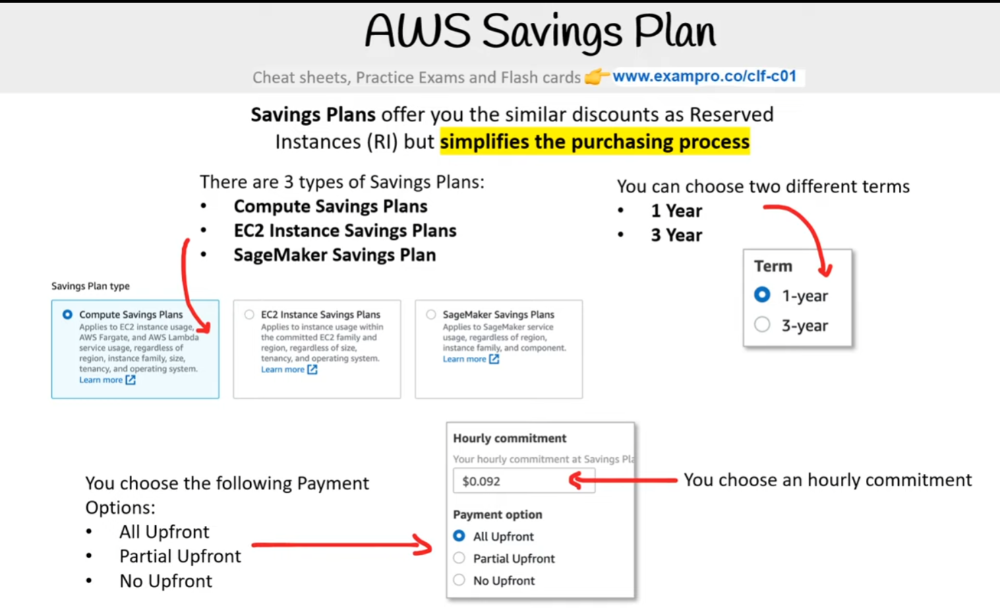 AWS Savings Plan
Cheat sheets, Practice Exams and Flash cards 👉 www.exampro.co/clf-c01
Savings Plans offer you the similar discounts as Reserved
Instances (RI) but simplifies the purchasing process
There are 3 types of Savings Plans:
• Compute Savings Plans
• EC2 Instance Savings Plans
• SageMaker Savings Plan
You can choose two different terms
• 1 Year
• 3 Year
Term
1-year
3-year
Savings Plan type
Compute Savings Plans
Applies to EC2 instance usage,
AWS Fargate, and AWS Lambda
service usage, regardless of
region, instance family, size,
tenancy, and operating system.
Learn more
EC2 Instance Savings Plans
Applies to instance usage within
the committed EC2 family and
region, regardless of size,
tenancy, and operating system.
Learn more
SageMaker Savings Plans
Applies to SageMaker service
usage, regardless of region,
instance family, and component.
Learn more
You choose the following Payment
Options:
• All Upfront
• Partial Upfront
• No Upfront
Hourly commitment
Your hourly commitment at Savings
$0.092
Payment option
All Upfront
Partial Upfront
No Upfront
You choose an hourly commitment